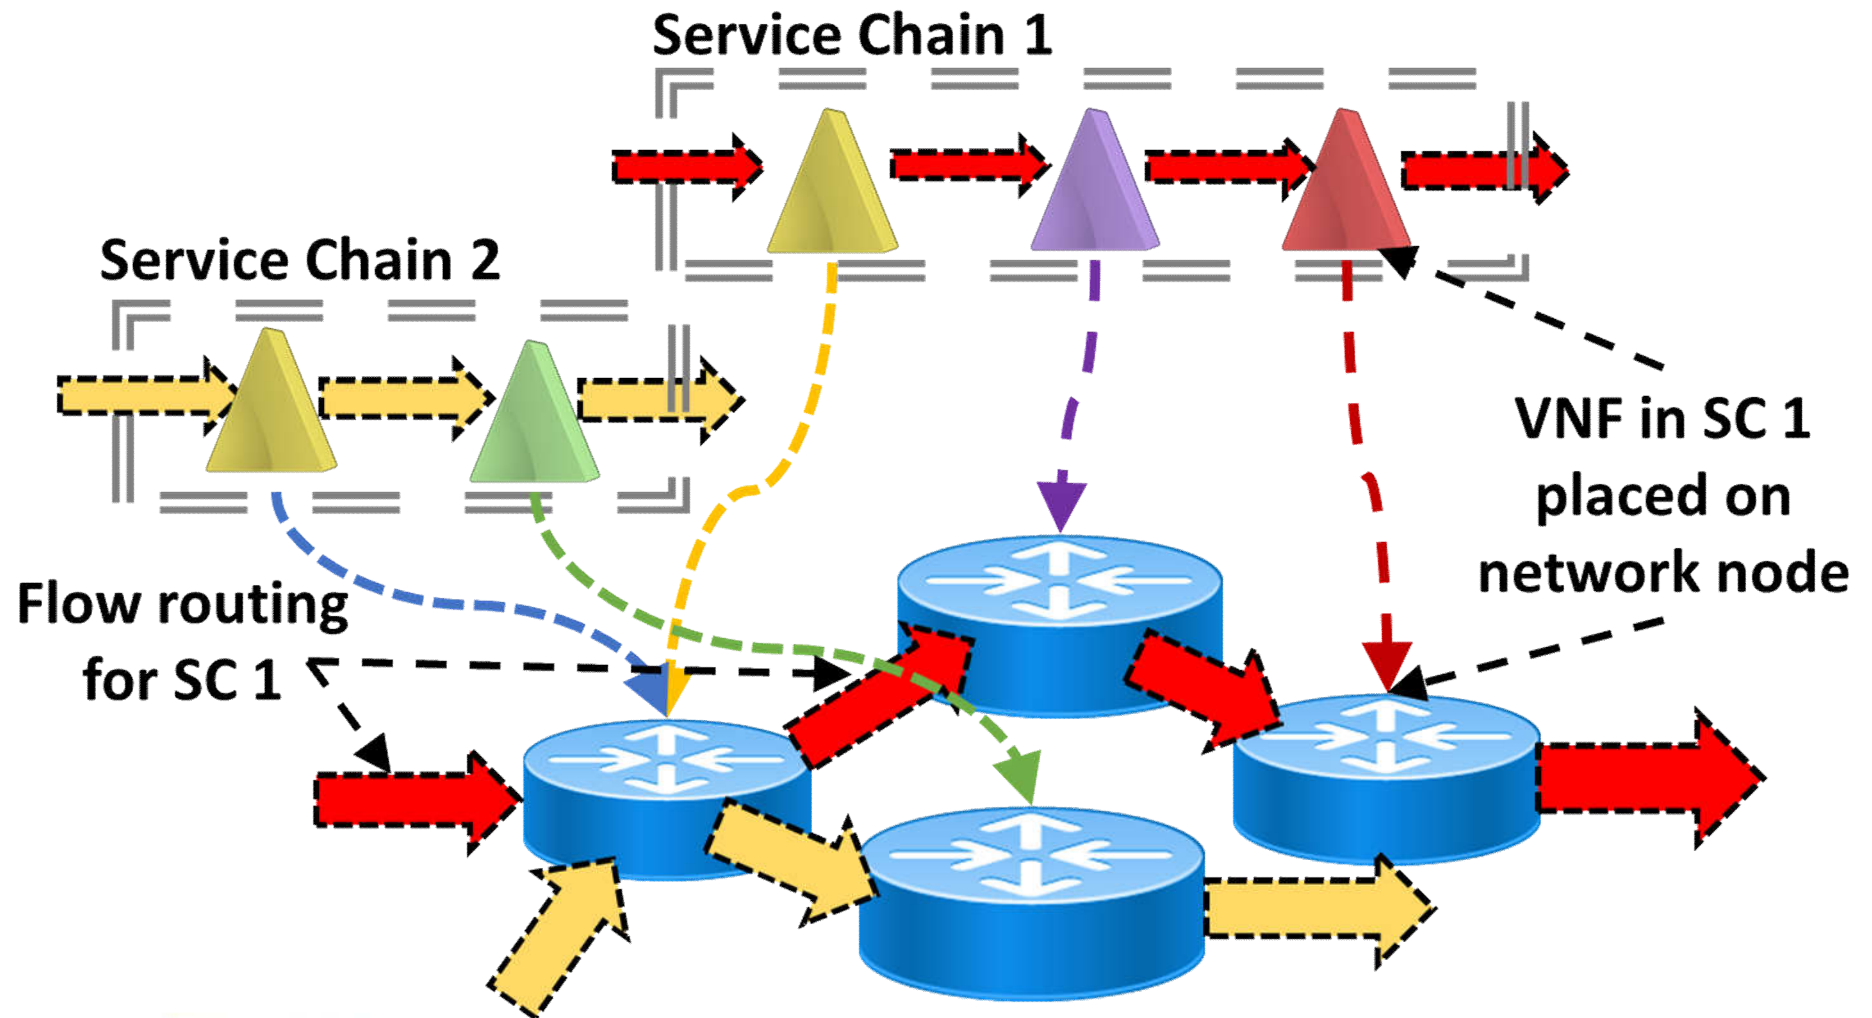 Service Chain 1
Service Chain 2
VNF in SC 1
placed on
network node
Flow routing
for SC 1